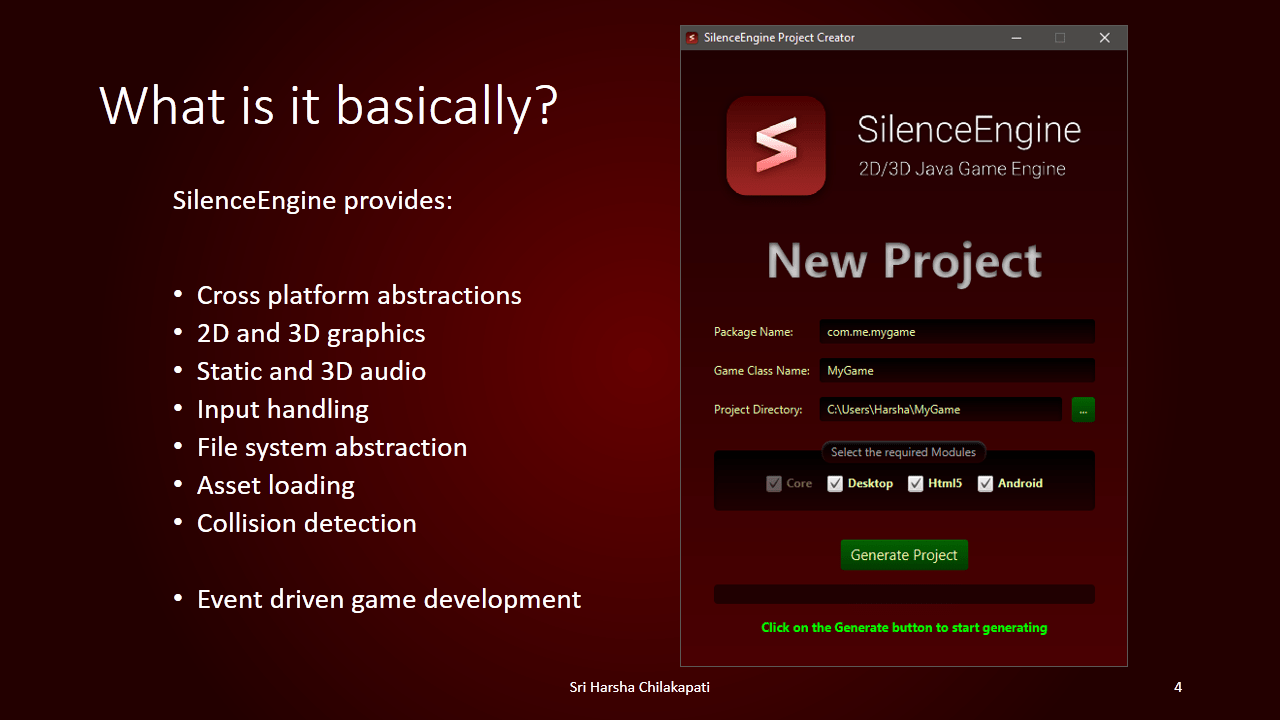 What is it basically?
SilenceEngine provides:
• Cross platform abstractions
• 2D and 3D graphics
• Static and 3D audio
• Input handling
• File system abstraction
• Asset loading
• Collision detection
• Event driven game development
SilenceEngine Project Creator
SilenceEngine
2D/3D Java Game Engine
New Project
Package Name: com.me.mygame
Game Class Name: MyGame
Project Directory: C:\Users\Harsha\MyGame ...
Select the required Modules
Core Desktop Html5 Android
Generate Project
Click on the Generate button to start generating
Sri Harsha Chilakapati
4